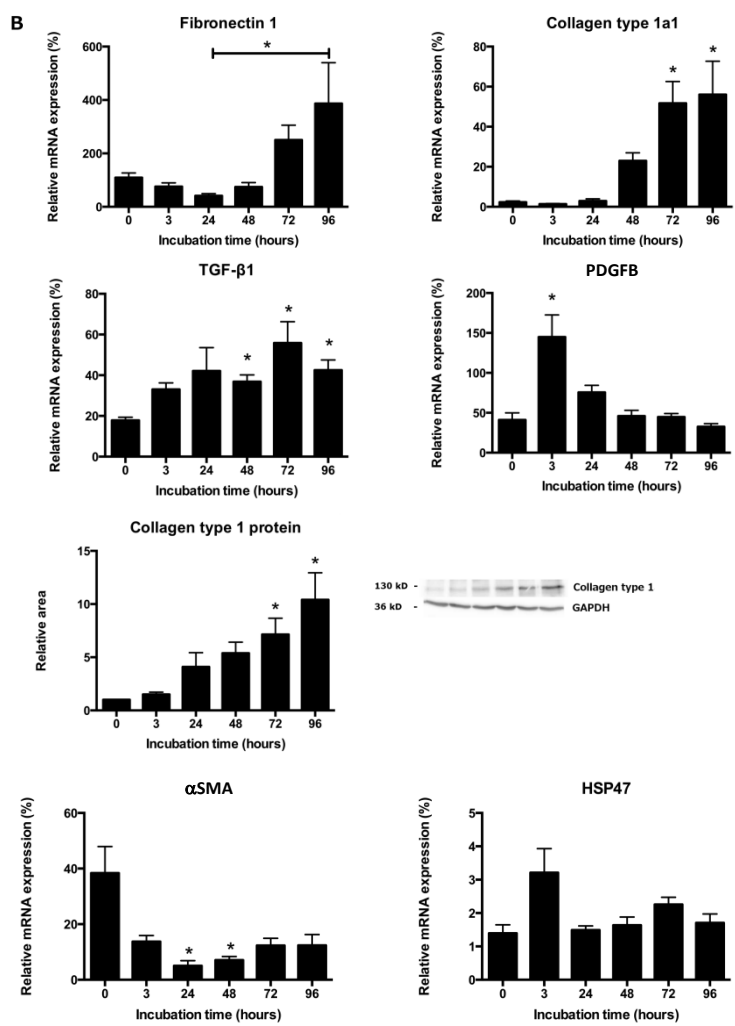 B
Fibronectin 1
Relative mRNA expression (%)
600
400
200
0
*
0 3 24 48 72 96
Incubation time (hours)
Collagen type 1a1
Relative mRNA expression (%)
80
60
40
20
0
* *
0 3 24 48 72 96
Incubation time (hours)
TGF-β1
Relative mRNA expression (%)
80
60
40
20
0
* * *
0 3 24 48 72 96
Incubation time (hours)
PDGFB
Relative mRNA expression (%)
200
150
100
50
0
*
0 3 24 48 72 96
Incubation time (hours)
Collagen type 1 protein
Relative area
15
10
5
0
* *
0 3 24 48 72 96
Incubation time (hours)
130 kD - Collagen type 1
36 kD - GAPDH
αSMA
Relative mRNA expression (%)
60
40
20
0
* *
0 3 24 48 72 96
Incubation time (hours)
HSP47
Relative mRNA expression (%)
5
4
3
2
1
0
0 3 24 48 72 96
Incubation time (hours)